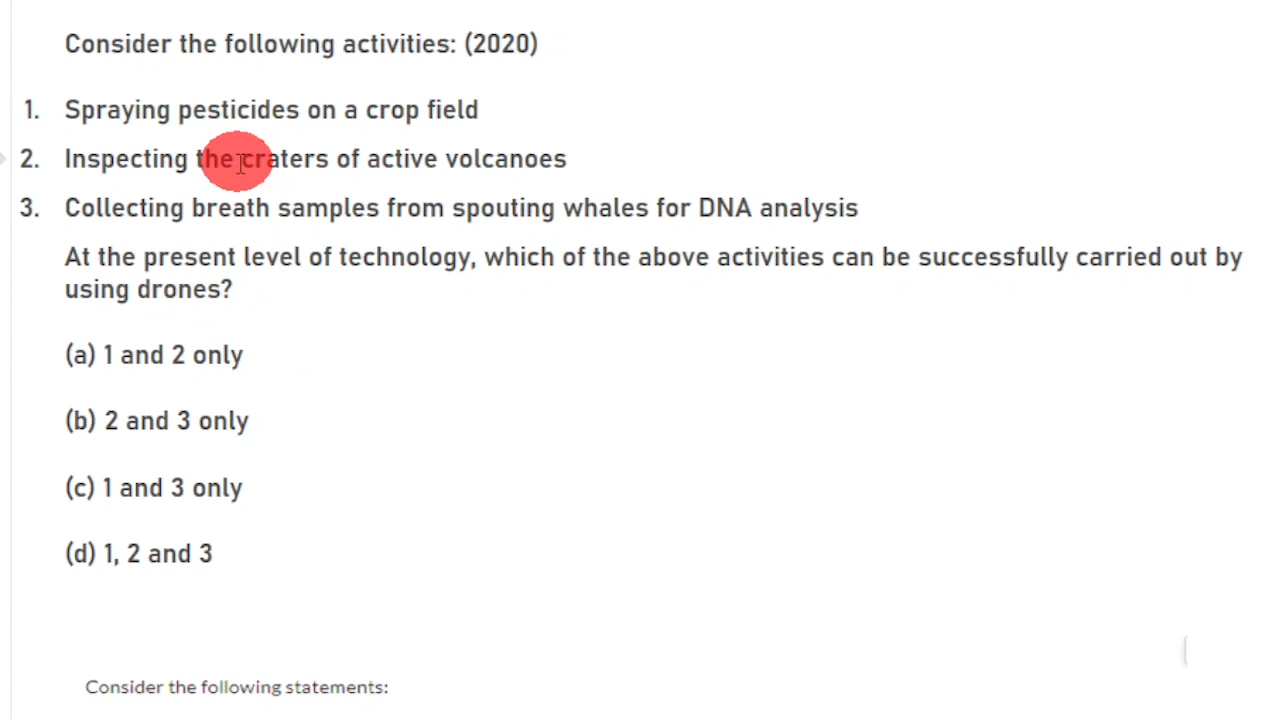 Consider the following activities: (2020)
1. Spraying pesticides on a crop field
2. Inspecting the craters of active volcanoes
3. Collecting breath samples from spouting whales for DNA analysis
At the present level of technology, which of the above activities can be successfully carried out by
using drones?
(a) 1 and 2 only
(b) 2 and 3 only
(c) 1 and 3 only
(d) 1, 2 and 3
Consider the following statements: